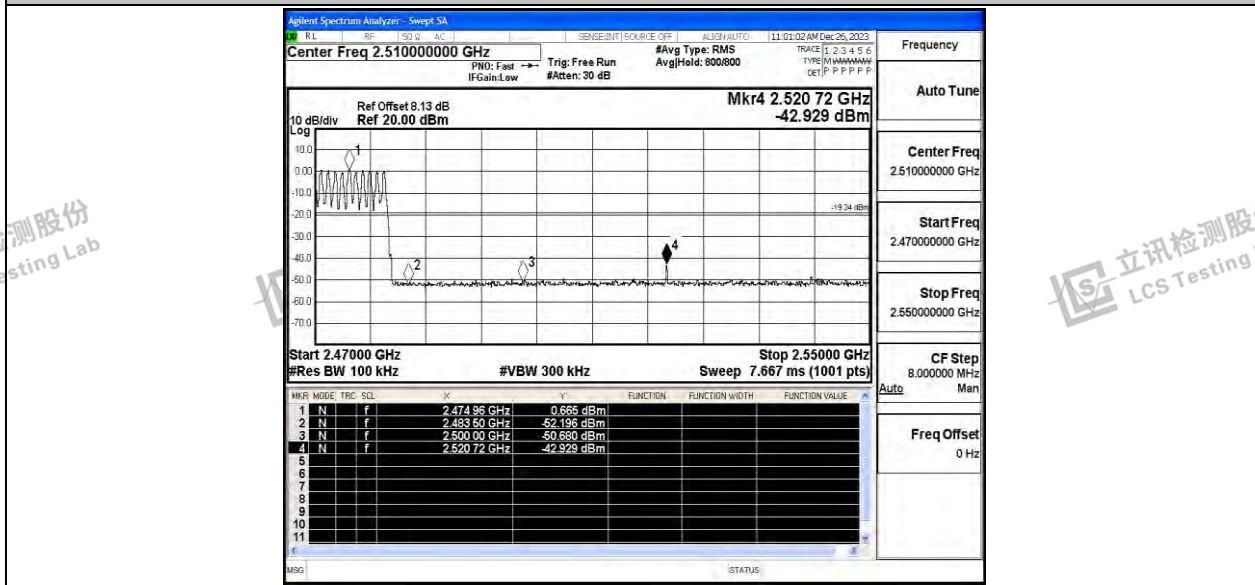 Agilent Spectrum Analyzer - Swept SA
RL RF 50 Ω AC SENSE:INT SOURCE OFF ALIGN AUTO 11:01:02 AM Dec 26, 2023
Center Freq 2.510000000 GHz
#Avg Type: RMS
TRACE 1 2 3 4 5 6
PNO: Fast
Trig: Free Run
Avg|Hold: 800/800
TYPE M
IFGain:Low
#Atten: 30 dB
DET P P P P P P
Frequency
Auto Tune
Center Freq
2.510000000 GHz
Start Freq
2.470000000 GHz
Stop Freq
2.550000000 GHz
CF Step
8.000000 MHz
Auto Man
Freq Offset
0 Hz
Mkr4 2.520 72 GHz
-42.929 dBm
Ref Offset 8.13 dB
10 dB/div Ref 20.00 dBm
Log
10.0
0.00
-10.0
-20.0
-30.0
-40.0
-50.0
-60.0
-70.0
1
2
3
4
-19.34 dBm
Start 2.47000 GHz Stop 2.55000 GHz
#Res BW 100 kHz #VBW 300 kHz Sweep 7.667 ms (1001 pts)
MKR MODE TRC SCL X Y FUNCTION FUNCTION WIDTH FUNCTION VALUE
1 N f 2.474 96 GHz 0.665 dBm
2 N f 2.483 50 GHz -52.196 dBm
3 N f 2.500 00 GHz -50.680 dBm
4 N f 2.520 72 GHz -42.929 dBm
5
6
7
8
9
10
11
MSG STATUS
测股份
sting Lab
立讯检测股份
LCS Testing